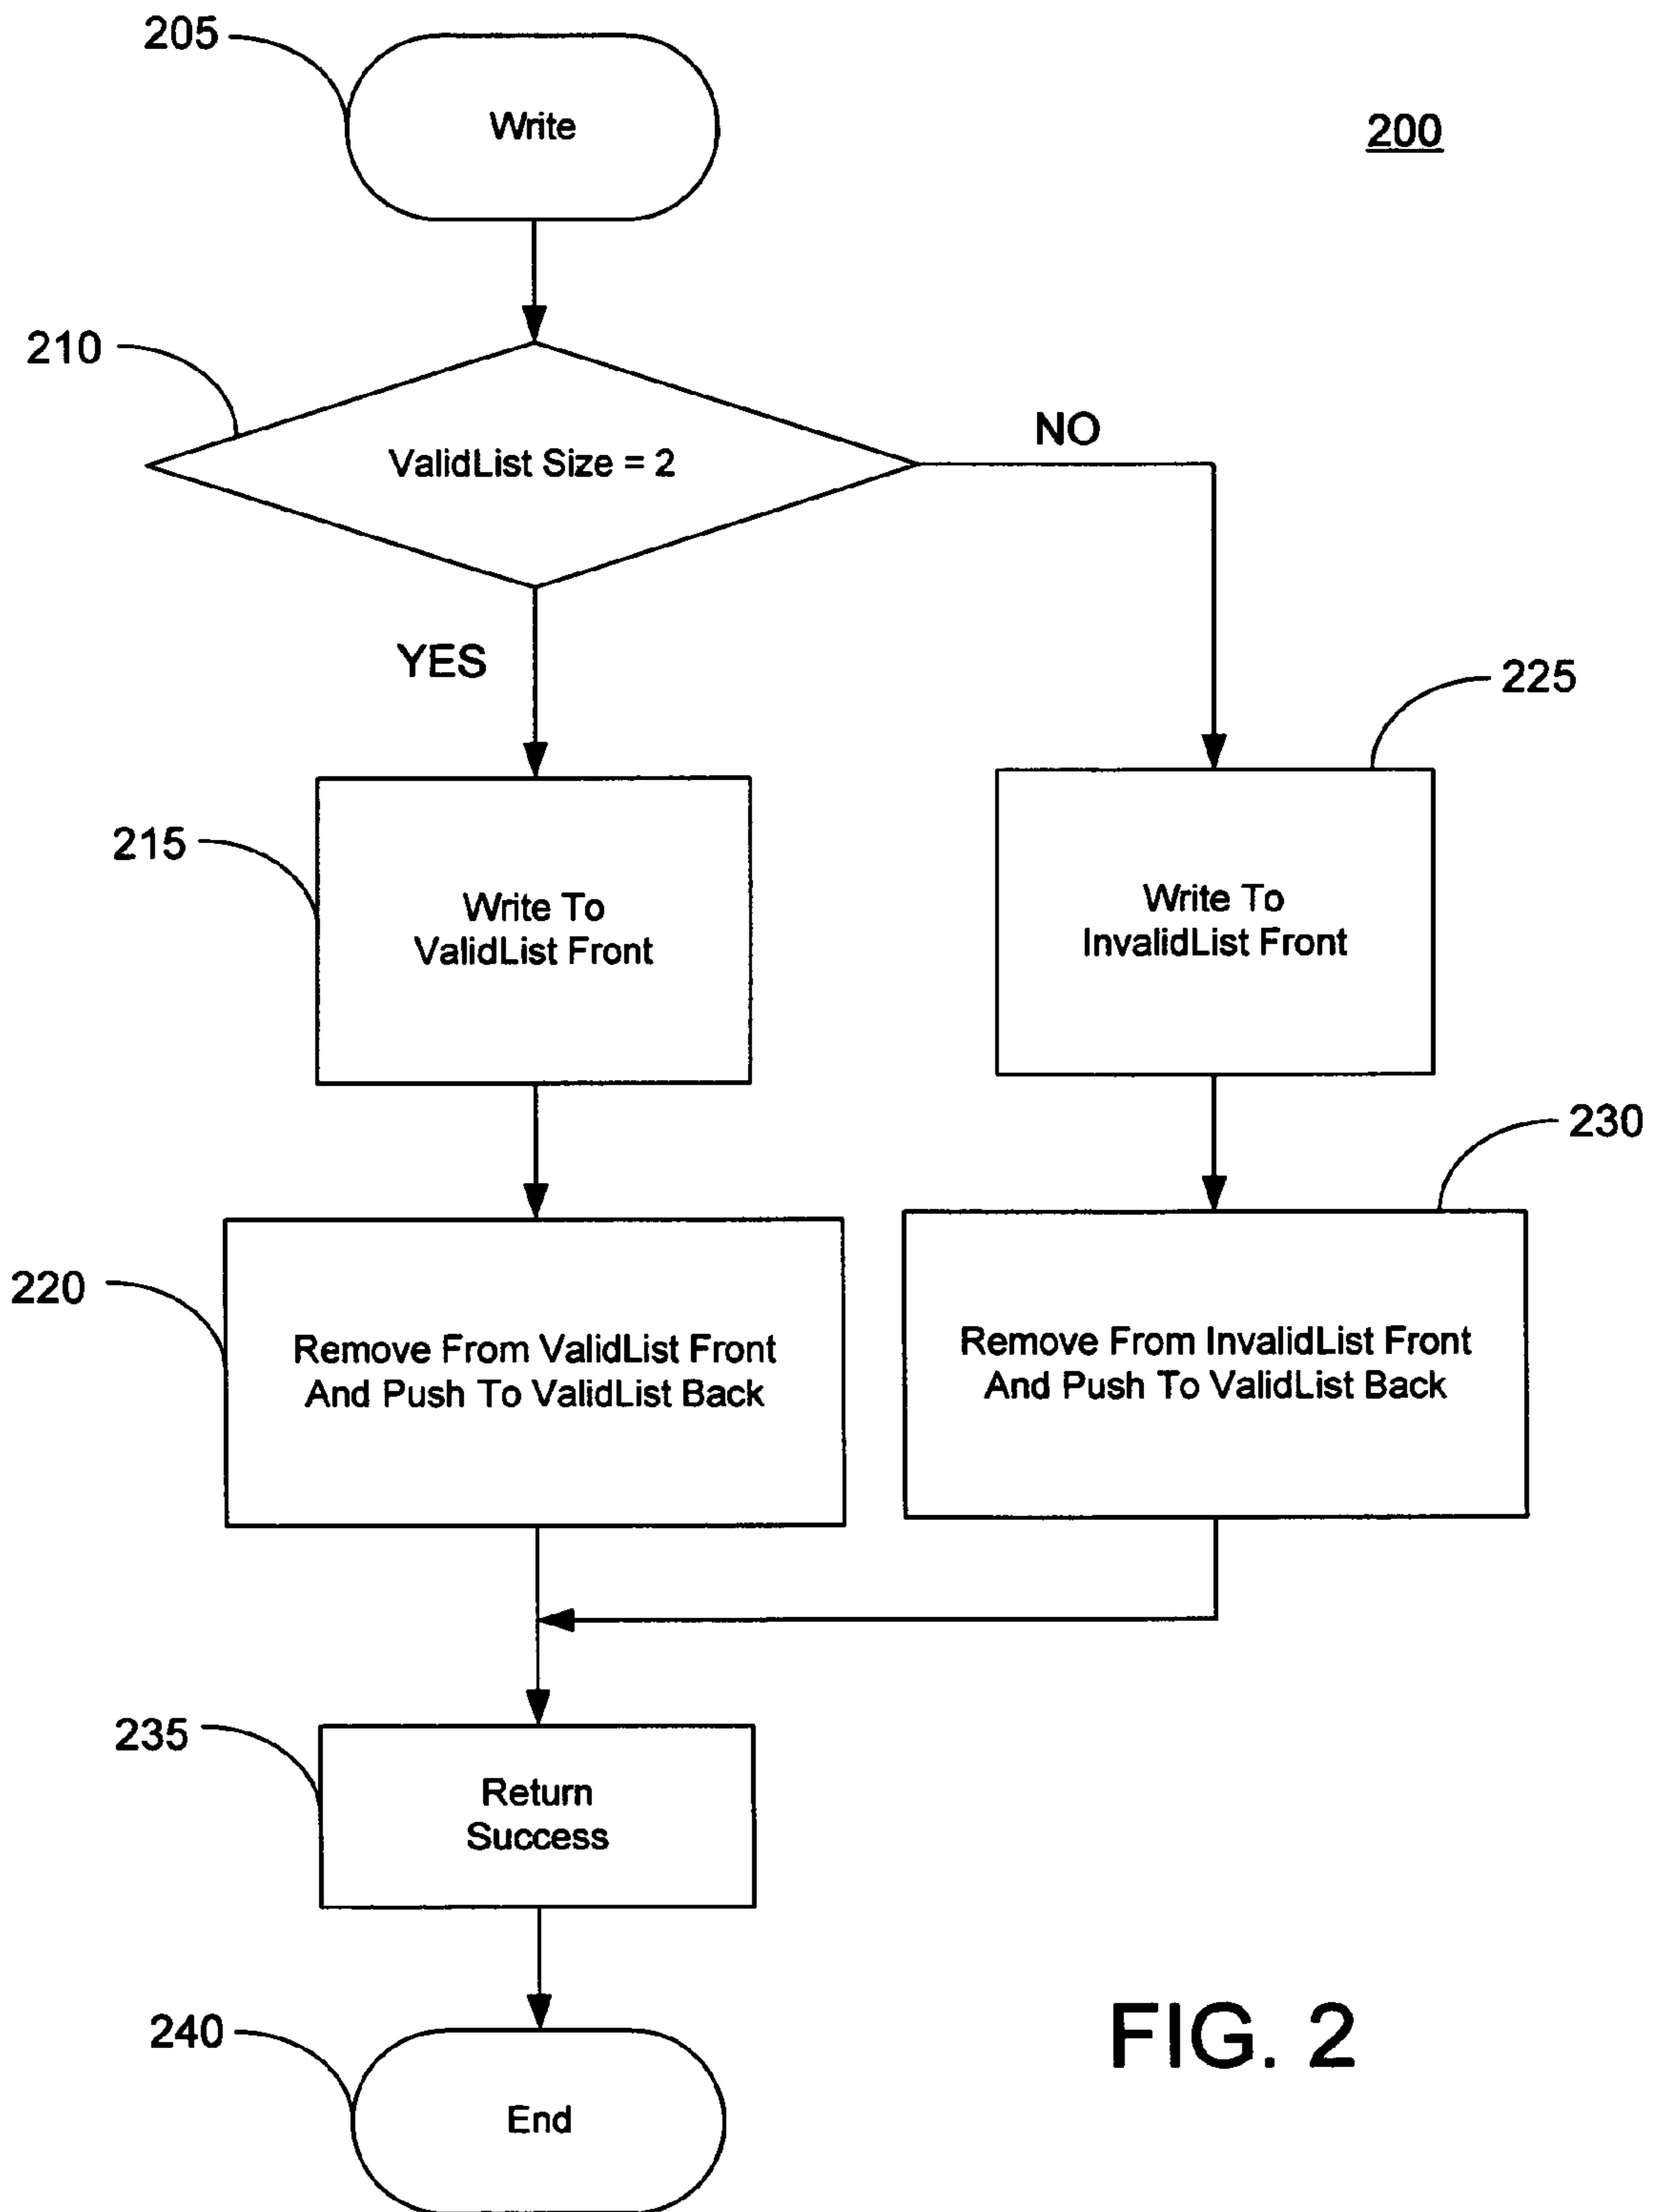 205
Write
200
210
ValidList Size = 2
NO
YES
225
215
Write To
ValidList Front
Write To
InvalidList Front
230
220
Remove From ValidList Front
And Push To ValidList Back
Remove From InvalidList Front
And Push To ValidList Back
235
Return
Success
240
End
FIG. 2